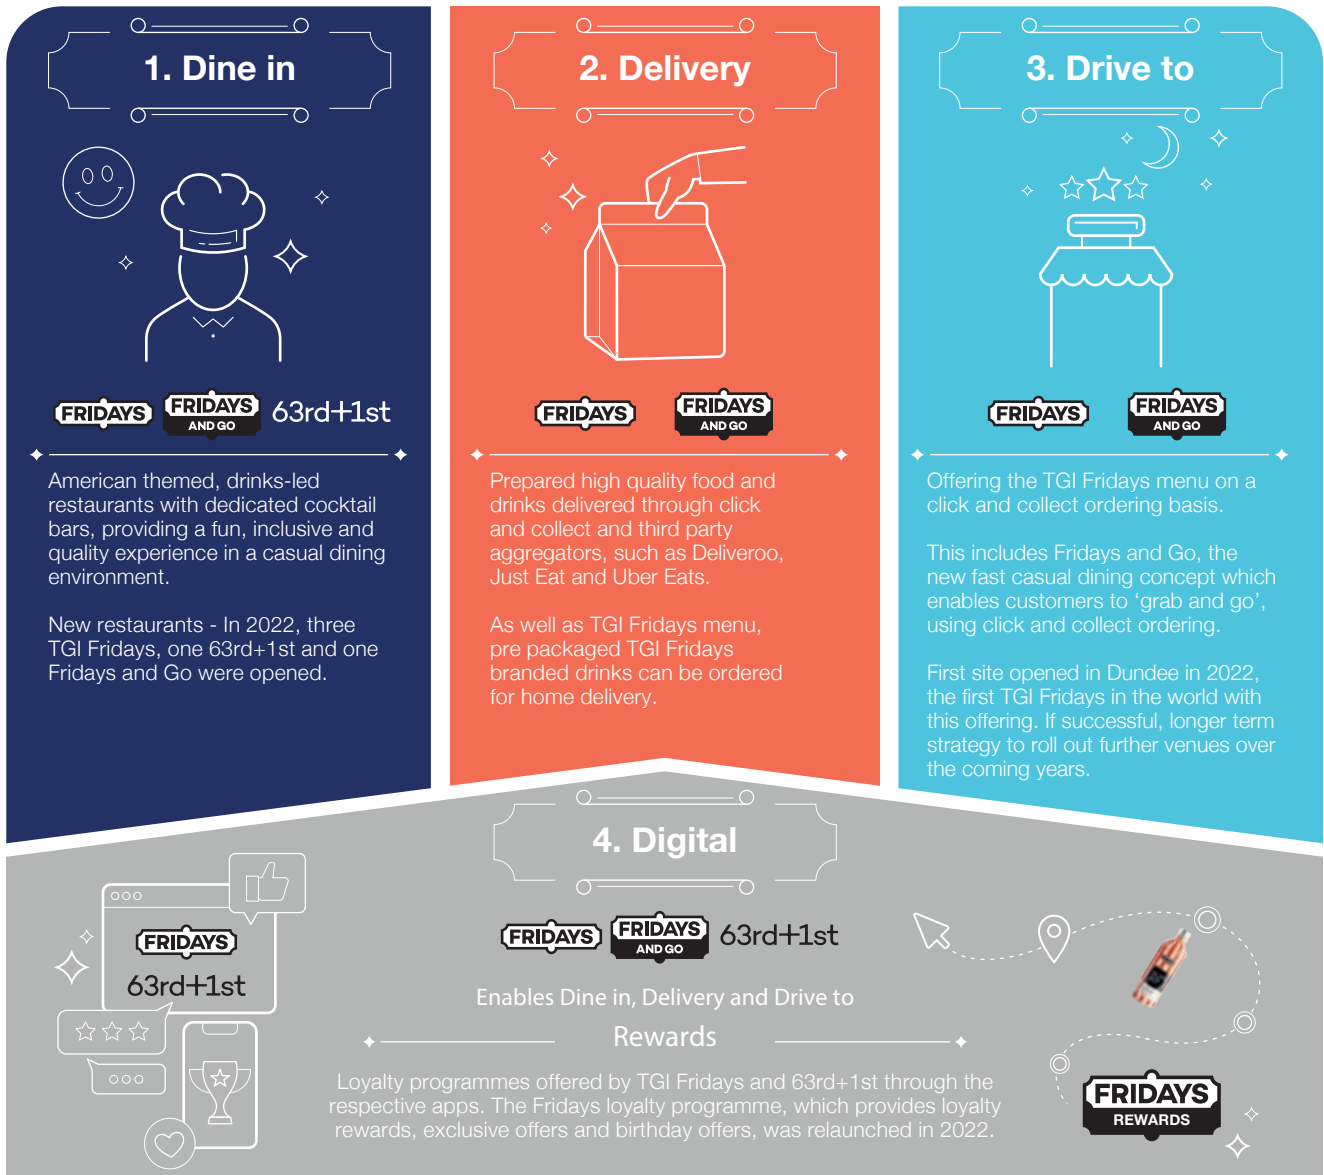 1. Dine in
FRIDAYS
FRIDAYS
AND GO
63rd+1st
American themed, drinks-led
restaurants with dedicated cocktail
bars, providing a fun, inclusive and
quality experience in a casual dining
environment.
New restaurants - In 2022, three
TGI Fridays, one 63rd+1st and one
Fridays and Go were opened.
2. Delivery
FRIDAYS
FRIDAYS
AND GO
Prepared high quality food and
drinks delivered through click
and collect and third party
aggregators, such as Deliveroo,
Just Eat and Uber Eats.
As well as TGI Fridays menu,
pre packaged TGI Fridays
branded drinks can be ordered
for home delivery.
3. Drive to
FRIDAYS
FRIDAYS
AND GO
Offering the TGI Fridays menu on a
click and collect ordering basis.
This includes Fridays and Go, the
new fast casual dining concept which
enables customers to ‘grab and go’,
using click and collect ordering.
First site opened in Dundee in 2022,
the first TGI Fridays in the world with
this offering. If successful, longer term
strategy to roll out further venues over
the coming years.
4. Digital
FRIDAYS
63rd+1st
FRIDAYS
FRIDAYS
AND GO
63rd+1st
Enables Dine in, Delivery and Drive to
Rewards
Loyalty programmes offered by TGI Fridays and 63rd+1st through the
respective apps. The Fridays loyalty programme, which provides loyalty
rewards, exclusive offers and birthday offers, was relaunched in 2022.
FRIDAYS
REWARDS